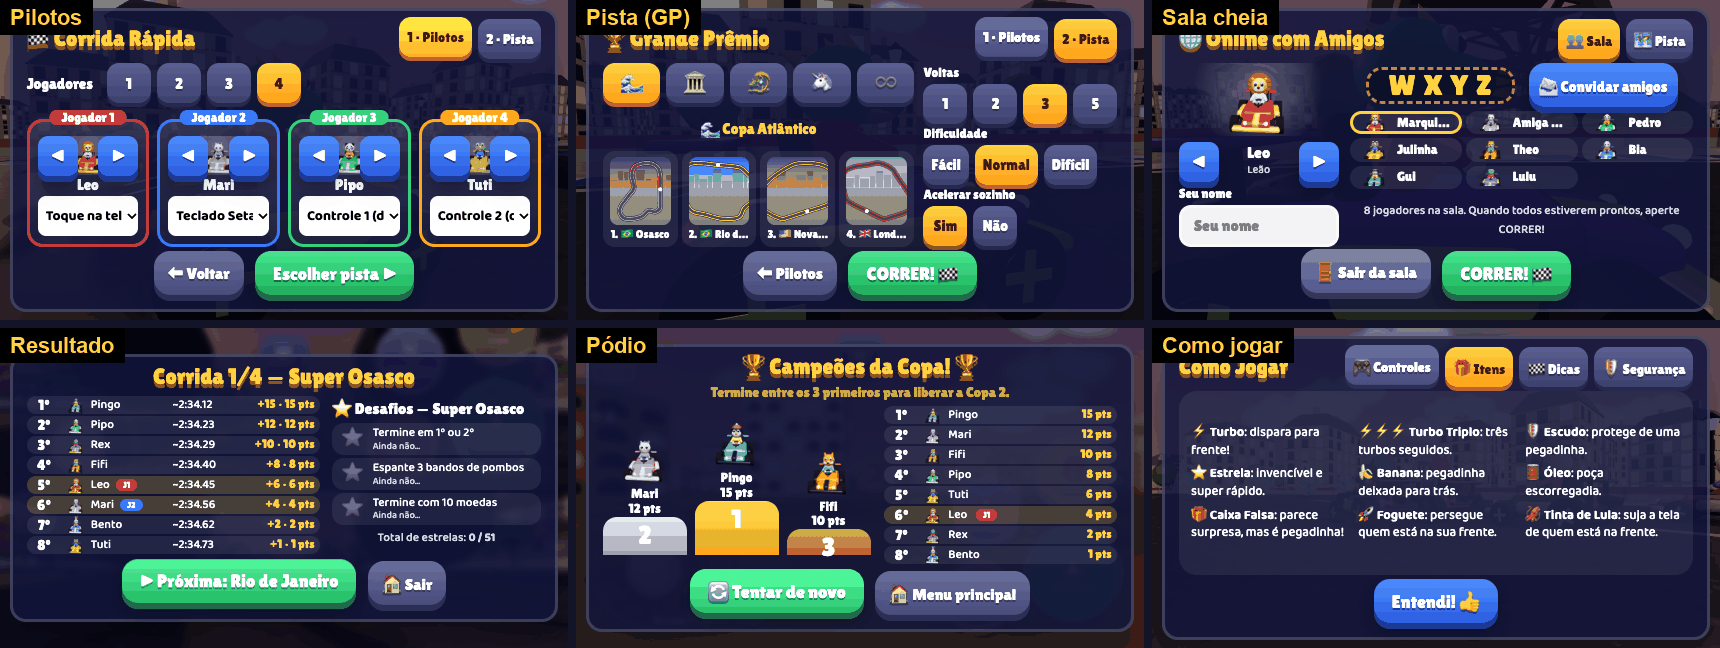 Pilotos
Corrida Rápida
1 · Pilotos
2 · Pista
Jogadores
1
2
3
4
Jogador 1
Jogador 2
Jogador 3
Jogador 4
Leo
Mari
Pipo
Tuti
Toque na tel
Teclado Seta
Controle 1 (d
Controle 2 (c
Voltar
Escolher pista
Pista (GP)
Grande Prêmio
1 · Pilotos
2 · Pista
Copa Atlântico
1. Osasco
2. Rio d...
3. Nova...
4. Lond...
Voltas
1
2
3
5
Dificuldade
Fácil
Normal
Difícil
Acelerar sozinho
Sim
Não
Pilotos
CORRER!
Sala cheia
Online com Amigos
Sala
Pista
Leo
Leão
Seu nome
Seu nome
WXYZ
Convidar amigos
Marqui...
Amiga ...
Pedro
Julinha
Theo
Bia
Gui
Lulu
8 jogadores na sala. Quando todos estiverem prontos, aperte
CORRER!
Sair da sala
CORRER!
Resultado
Corrida 1/4 — Super Osasco
1º Pingo ~2:34.12 +15 · 15 pts
2º Pipo ~2:34.23 +12 · 12 pts
3º Rex ~2:34.29 +10 · 10 pts
4º Fifi ~2:34.40 +8 · 8 pts
5º Leo J1 ~2:34.45 +6 · 6 pts
6º Mari J2 ~2:34.56 +4 · 4 pts
7º Bento ~2:34.62 +2 · 2 pts
8º Tuti ~2:34.73 +1 · 1 pts
Desafios — Super Osasco
Termine em 1º ou 2º
Ainda não...
Espante 3 bandos de pombos
Ainda não...
Termine com 10 moedas
Ainda não...
Total de estrelas: 0 / 51
Próxima: Rio de Janeiro
Sair
Pódio
Campeões da Copa!
Termine entre os 3 primeiros para liberar a Copa 2.
Mari
12 pts
2
Pingo
15 pts
1
Fifi
10 pts
3
1º Pingo 15 pts
2º Mari 12 pts
3º Fifi 10 pts
4º Pipo 8 pts
5º Tuti 6 pts
6º Leo J1 4 pts
7º Rex 2 pts
8º Bento 1 pts
Tentar de novo
Menu principal
Como jogar
Como Jogar
Controles
Itens
Dicas
Segurança
Turbo: dispara para
frente!
Estrela: invencível e
super rápido.
Caixa Falsa: parece
surpresa, mas é pegadinha!
Turbo Triplo: três
turbos seguidos.
Banana: pegadinha
deixada para trás.
Foguete: persegue
quem está na sua frente.
Escudo: protege de uma
pegadinha.
Óleo: poça
escorregadia.
Tinta de Lula: suja a tela
de quem está na frente.
Entendi!